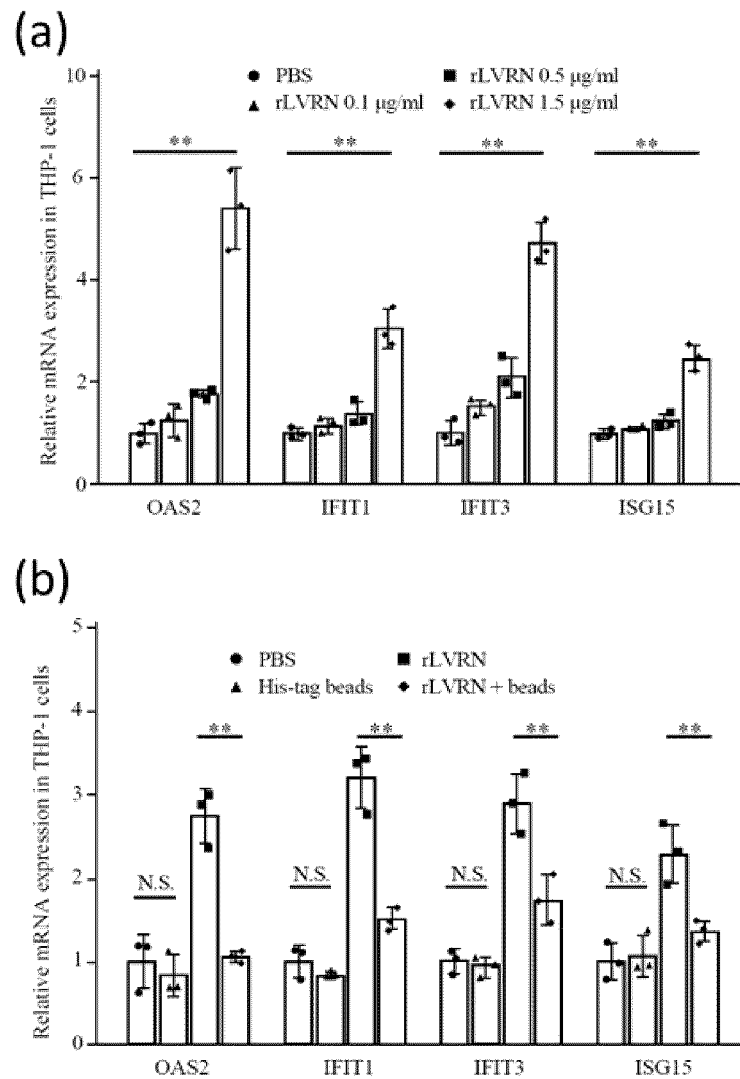 (a)
Relative mRNA expression in THP-1 cells
10
8
6
4
2
0
PBS
rLVRN 0.5 μg/ml
rLVRN 0.1 μg/ml
rLVRN 1.5 μg/ml
** ** ** **
OAS2 IFIT1 IFIT3 ISG15
(b)
Relative mRNA expression in THP-1 cells
5
4
3
2
1
0
PBS
rLVRN
His-tag beads
rLVRN + beads
** ** ** **
N.S. N.S. N.S. N.S.
OAS2 IFIT1 IFIT3 ISG15